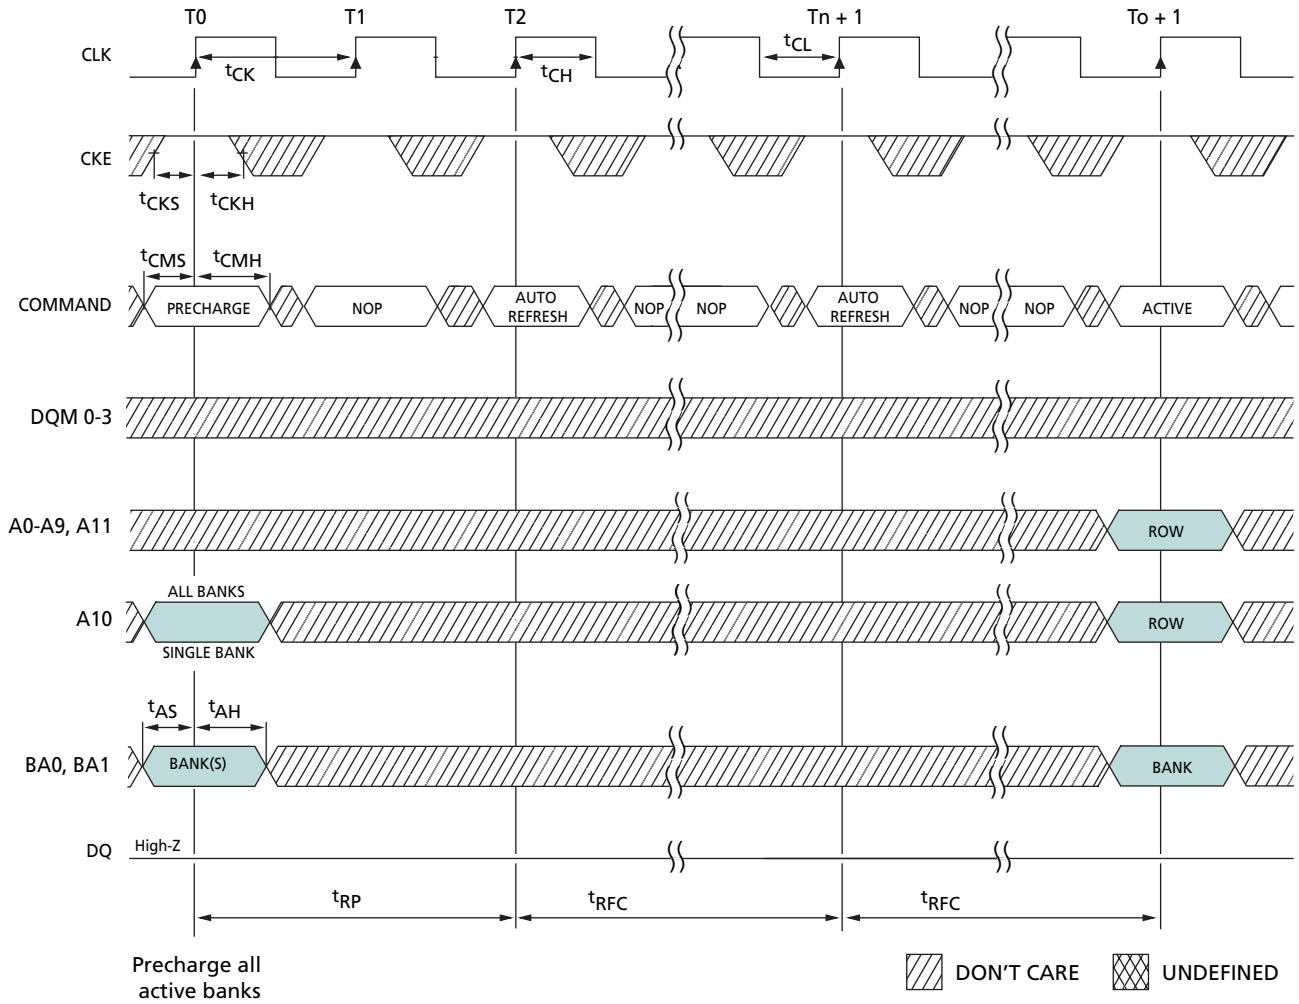 T0 T1 T2 Tn + 1 To + 1
CLK
tCK tCH tCL
CKE
tCKS tCKH
tCMS tCMH
COMMAND
PRECHARGE NOP AUTO REFRESH NOP NOP AUTO REFRESH NOP NOP ACTIVE
DQM 0-3
A0-A9, A11
ROW
ALL BANKS
A10
ROW
SINGLE BANK
tAS tAH
BA0, BA1
BANK(S) BANK
DQ
High-Z
tRP tRFC tRFC
Precharge all
active banks
DON'T CARE UNDEFINED